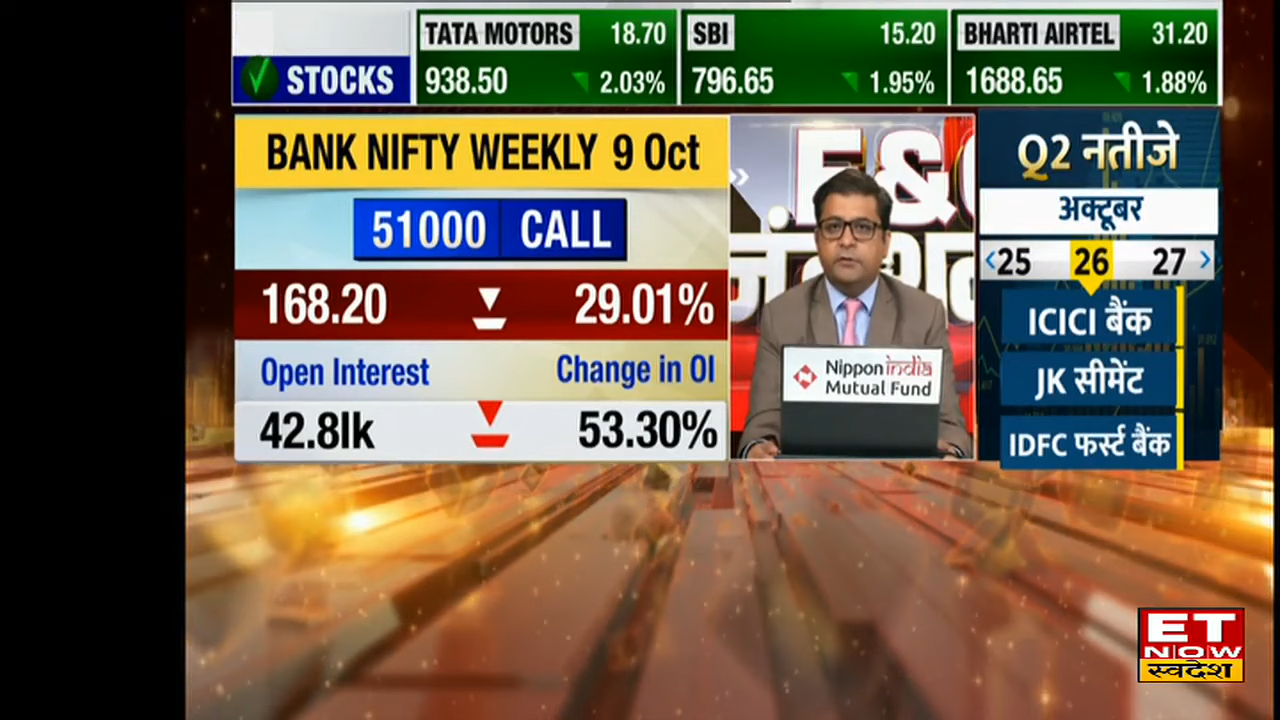 STOCKS
TATA MOTORS 18.70
938.50 2.03%
SBI 15.20
796.65 1.95%
BHARTI AIRTEL 31.20
1688.65 1.88%
BANK NIFTY WEEKLY 9 Oct
51000 CALL
168.20 29.01%
Open Interest Change in OI
42.8lk 53.30%
Nippon india
Mutual Fund
Q2 नतीजे
अक्टूबर
25 26 27
ICICI बैंक
JK सीमेंट
IDFC फर्स्ट बैंक
ET
NOW
स्वदेश